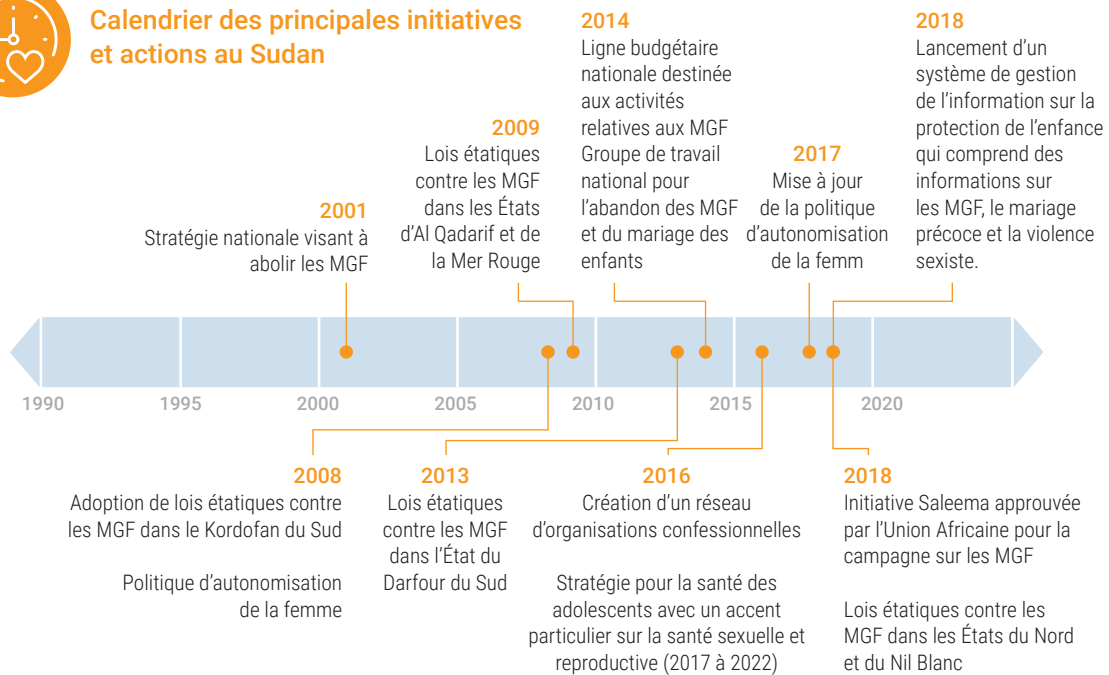 Calendrier des principales initiatives
et actions au Sudan
2001
Stratégie nationale visant à
abolir les MGF
2009
Lois étatiques
contre les MGF
dans les États
d'Al Qadarif et de
la Mer Rouge
2014
Ligne budgétaire
nationale destinée
aux activités
relatives aux MGF
Groupe de travail
national pour
l'abandon des MGF
et du mariage des
enfants
2017
Mise à jour
de la politique
d'autonomisation
de la femm
2018
Lancement d'un
système de gestion
de l'information sur la
protection de l'enfance
qui comprend des
informations sur
les MGF, le mariage
précoce et la violence
sexiste.
1990
1995
2000
2005
2010
2015
2020
2008
Adoption de lois étatiques contre
les MGF dans le Kordofan du Sud
Politique d'autonomisation
de la femme
2013
Lois étatiques
contre les MGF
dans l'État du
Darfour du Sud
2016
Création d'un réseau
d'organisations confessionnelles
Stratégie pour la santé des
adolescents avec un accent
particulier sur la santé sexuelle et
reproductive (2017 à 2022)
2018
Initiative Saleema approuvée
par l'Union Africaine pour la
campagne sur les MGF
Lois étatiques contre les
MGF dans les États du Nord
et du Nil Blanc